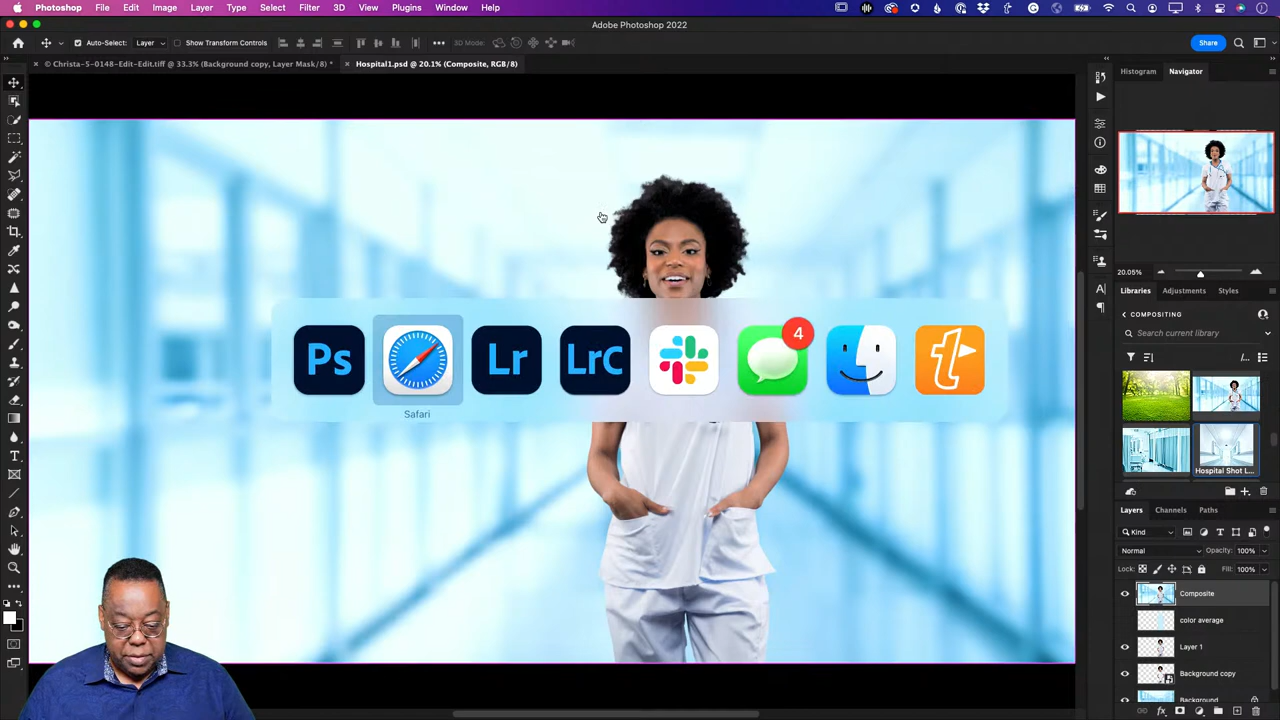 Photoshop File Edit Image Layer Type Select Filter 3D View Plugins Window Help
Adobe Photoshop 2022
Auto-Select: Layer Show Transform Controls 3D Mode: Share
× © Christa-5-0148-Edit-Edit.tiff @ 33.3% (Background copy, Layer Mask/8) * × Hospital1.psd @ 20.1% (Composite, RGB/8)
Histogram Navigator
20.05%
Libraries Adjustments Styles
COMPOSITING
Search current library
Hospital Shot L...
Ps Lr LrC 4 t
Safari
Layers Channels Paths
Kind
Normal Opacity: 100%
Lock: Fill: 100%
Composite
color average
Layer 1
Background copy
Background